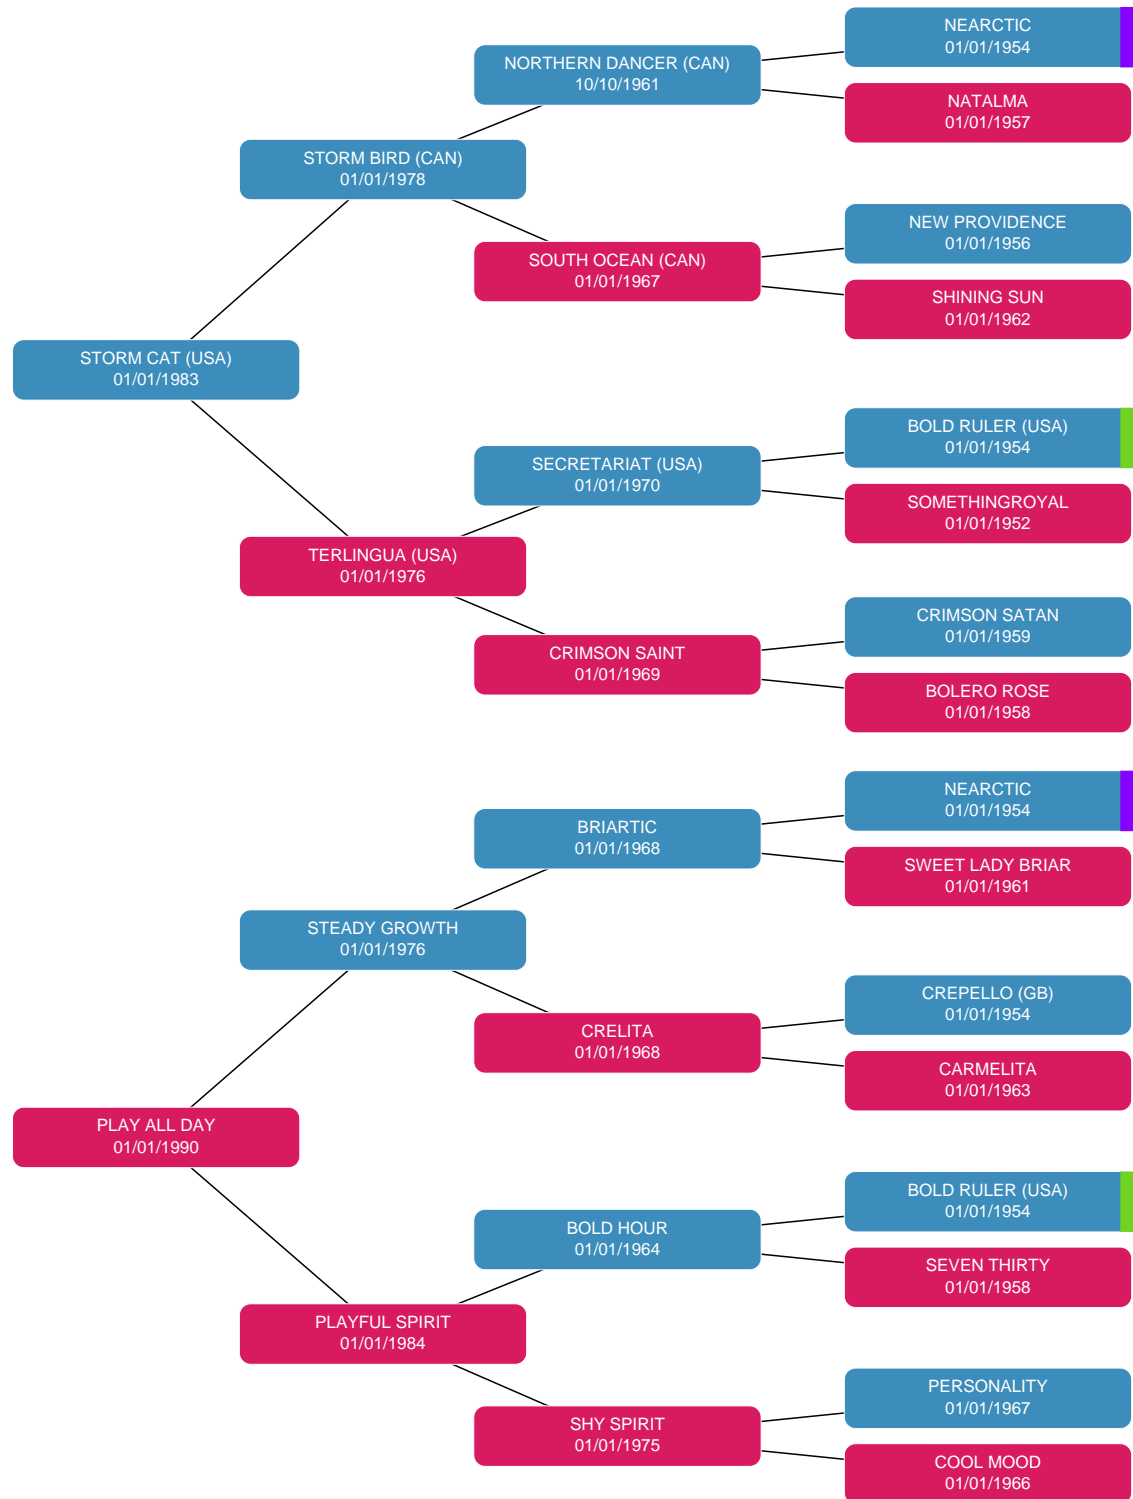 NEARCTIC
01/01/1954
NORTHERN DANCER (CAN)
10/10/1961
NATALMA
01/01/1957
STORM BIRD (CAN)
01/01/1978
NEW PROVIDENCE
01/01/1956
SOUTH OCEAN (CAN)
01/01/1967
SHINING SUN
01/01/1962
STORM CAT (USA)
01/01/1983
BOLD RULER (USA)
01/01/1954
SECRETARIAT (USA)
01/01/1970
SOMETHINGROYAL
01/01/1952
TERLINGUA (USA)
01/01/1976
CRIMSON SATAN
01/01/1959
CRIMSON SAINT
01/01/1969
BOLERO ROSE
01/01/1958
NEARCTIC
01/01/1954
BRIARTIC
01/01/1968
SWEET LADY BRIAR
01/01/1961
STEADY GROWTH
01/01/1976
CREPELLO (GB)
01/01/1954
CRELITA
01/01/1968
CARMELITA
01/01/1963
PLAY ALL DAY
01/01/1990
BOLD RULER (USA)
01/01/1954
BOLD HOUR
01/01/1964
SEVEN THIRTY
01/01/1958
PLAYFUL SPIRIT
01/01/1984
PERSONALITY
01/01/1967
SHY SPIRIT
01/01/1975
COOL MOOD
01/01/1966